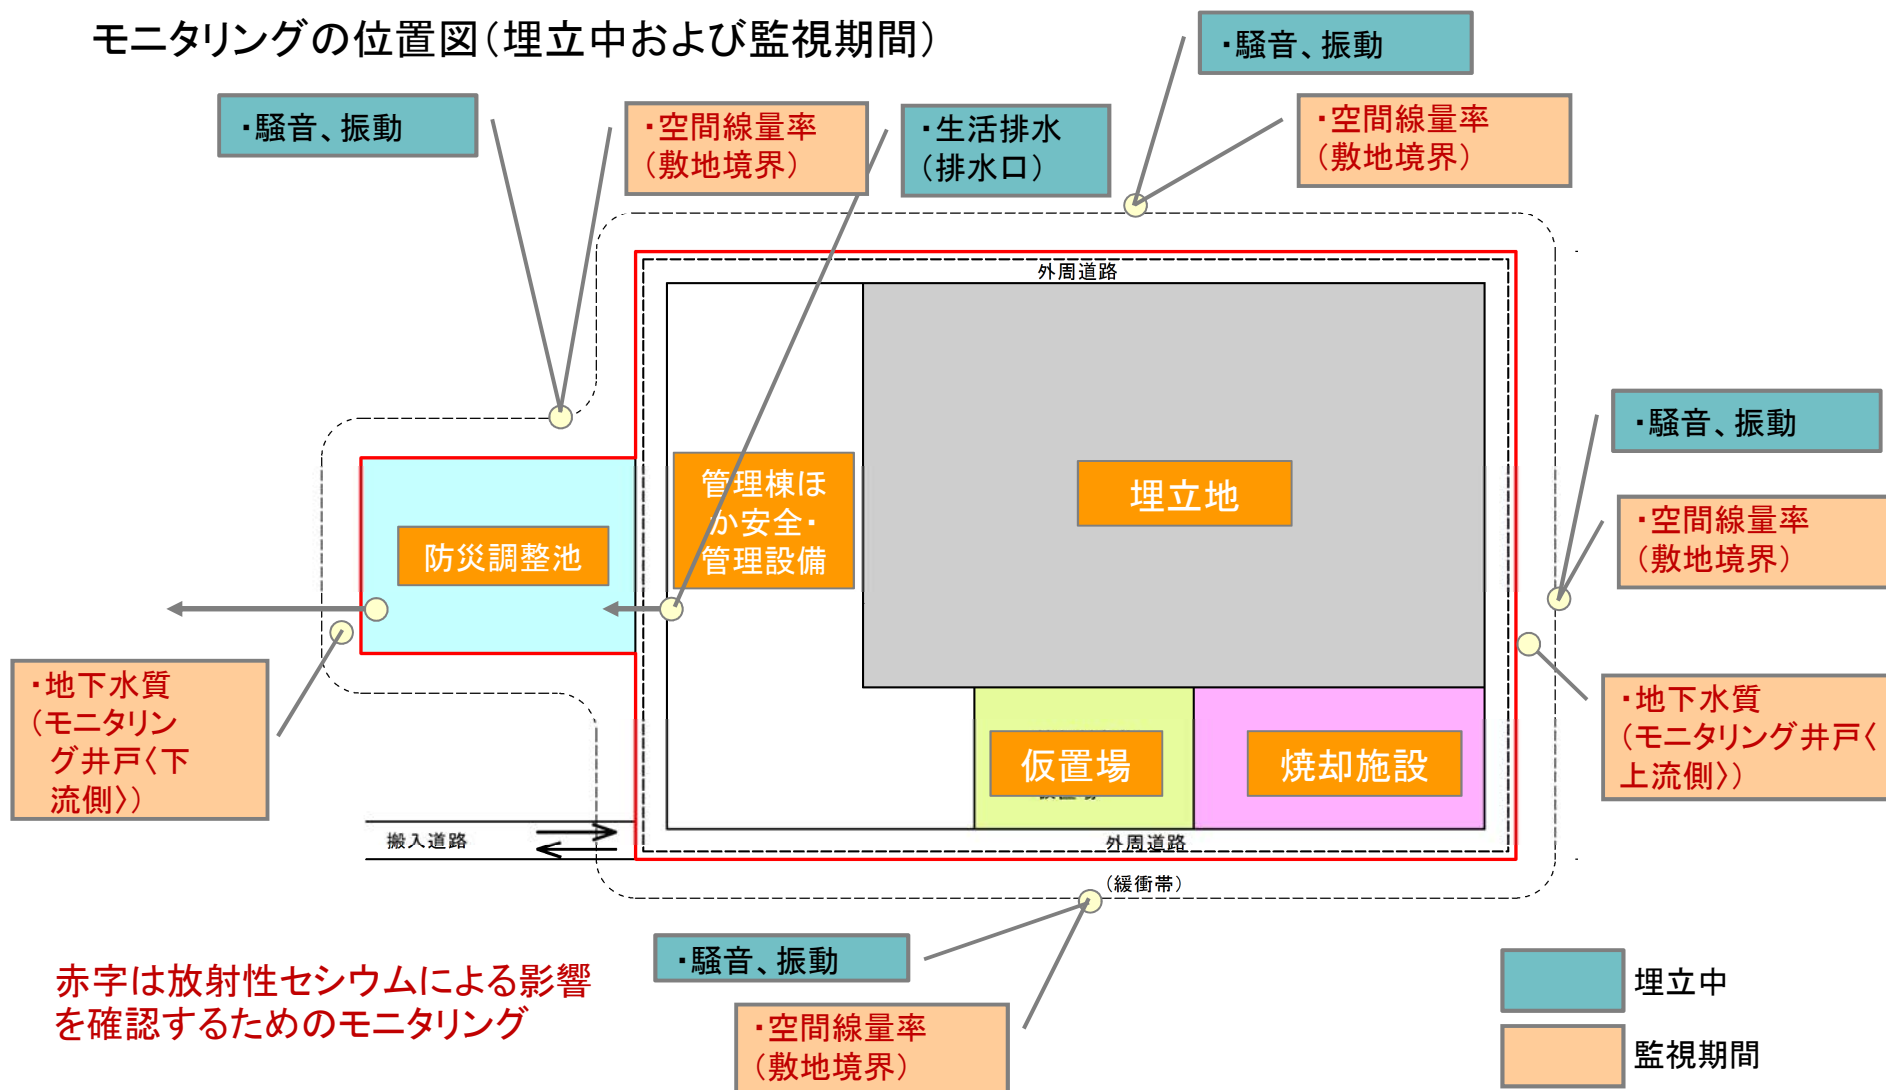 モニタリングの位置図（埋立中および監視期間）
・騒音、振動
・空間線量率
（敷地境界）
・生活排水
（排水口）
・騒音、振動
・空間線量率
（敷地境界）
外周道路
・騒音、振動
・空間線量率
（敷地境界）
管理棟ほ
か安全・
管理設備
埋立地
防災調整池
・地下水質
（モニタリン
グ井戸〈下
流側〉）
・地下水質
（モニタリング井戸〈
上流側〉）
仮置場
焼却施設
搬入道路
外周道路
（緩衝帯）
・騒音、振動
・空間線量率
（敷地境界）
赤字は放射性セシウムによる影響
を確認するためのモニタリング
埋立中
監視期間